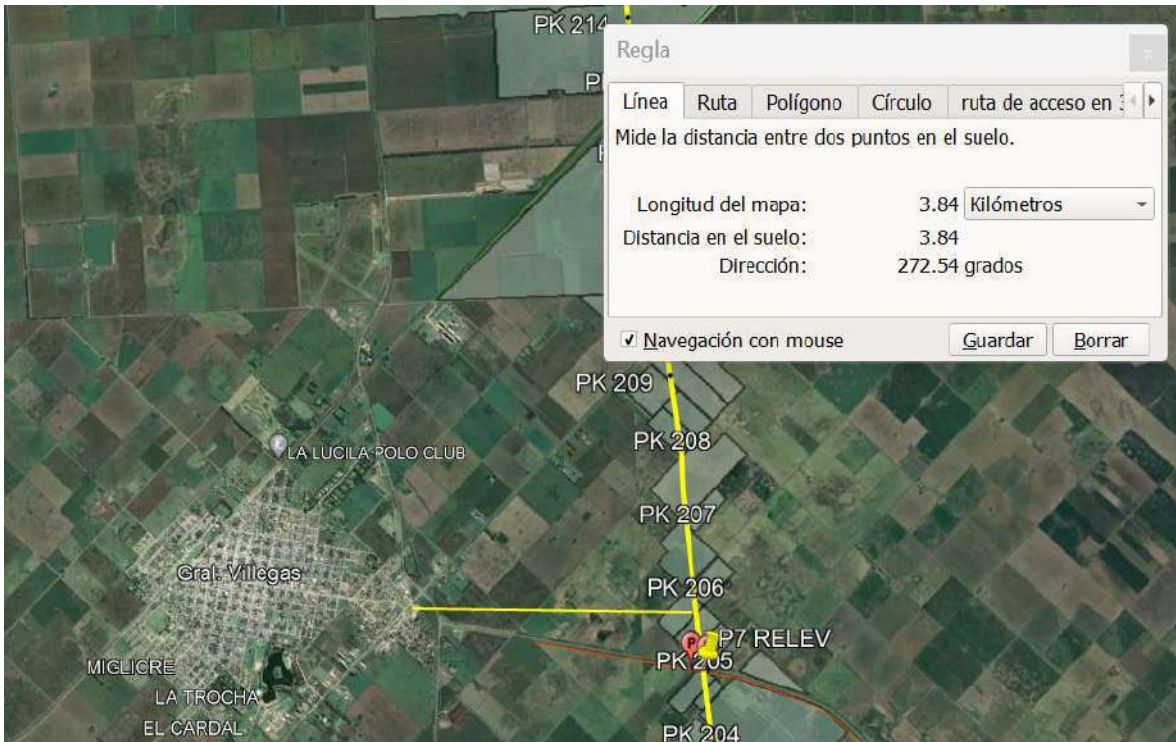 PK 214
Regla
Línea Ruta Polígono Círculo ruta de acceso en
Mide la distancia entre dos puntos en el suelo.
Longitud del mapa: 3.84 Kilómetros
Distancia en el suelo: 3.84
Dirección: 272.54 grados
Navegación con mouse Guardar Borrar
PK 209
PK 208
LA LUCILA POLO CLUB
PK 207
Gral. Villegas
PK 206
P
P7 RELEV
PK 205
MIGLIORE
LA TROCHA
EL CARDAL
PK 204